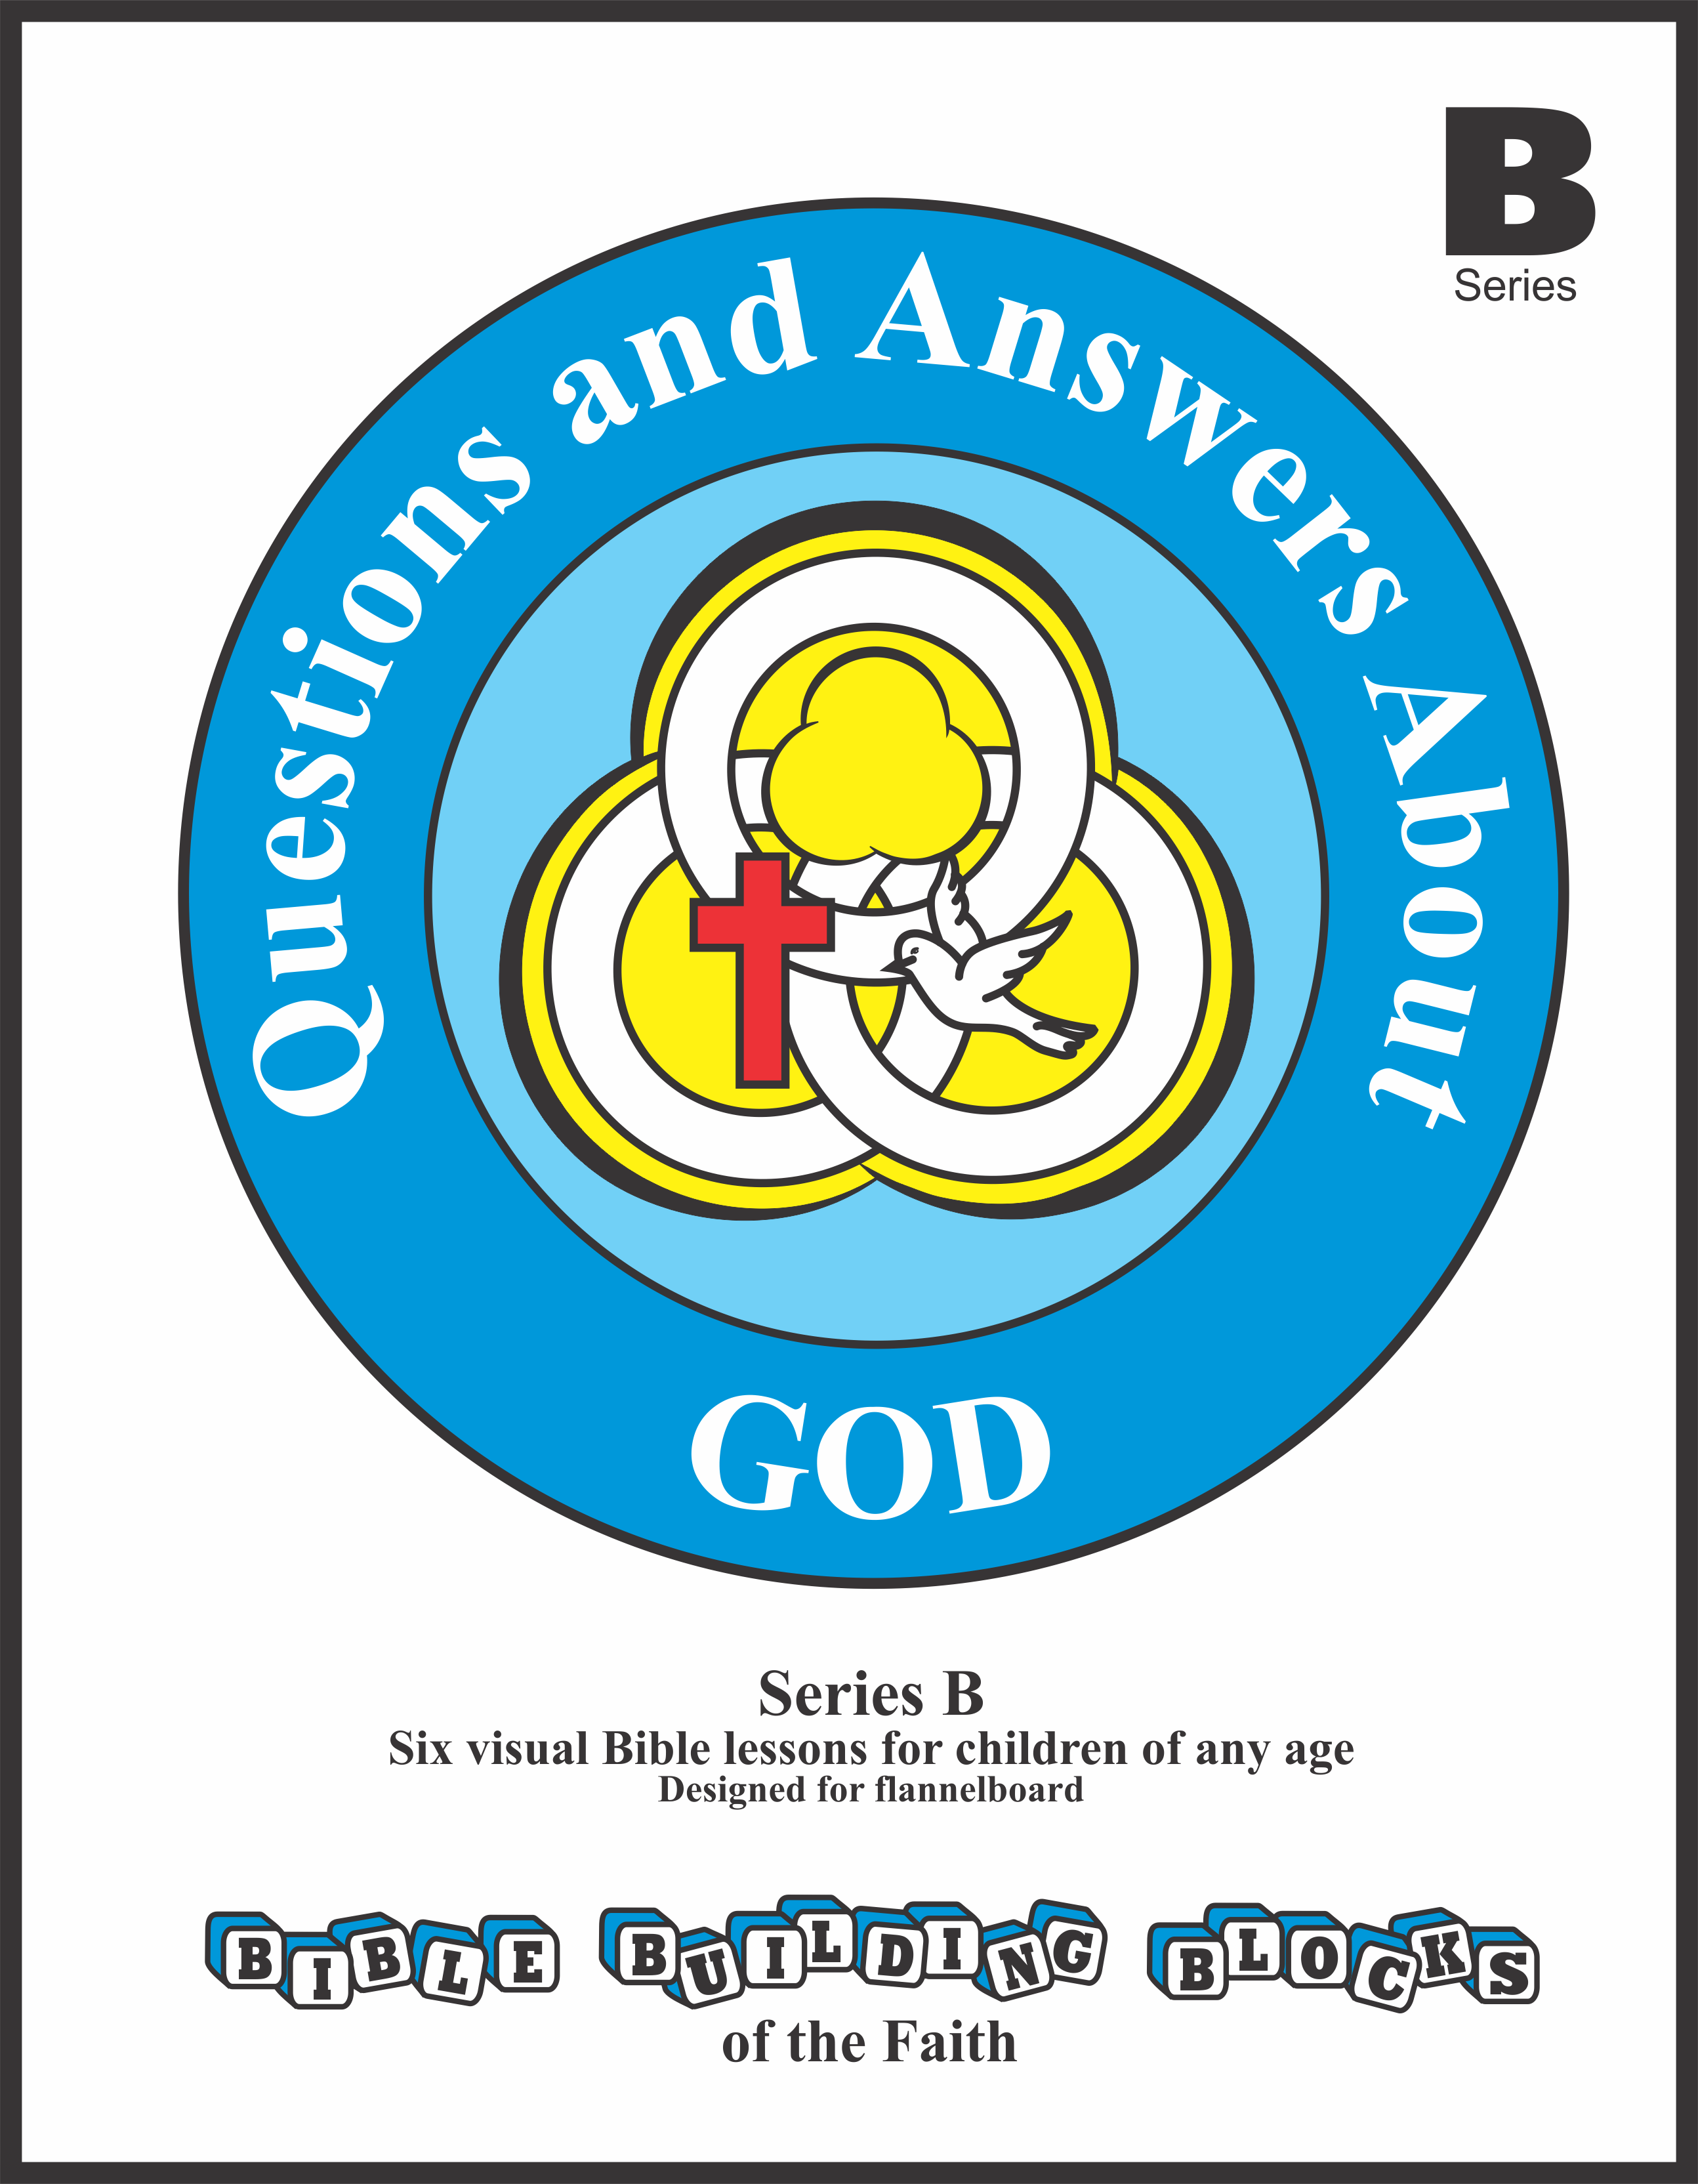 B
Series
Questions and Answers About
GOD
Series B
Six visual Bible lessons for children of any age
Designed for flannelboard
BIBLE BUILDING BLOCKS
of the Faith